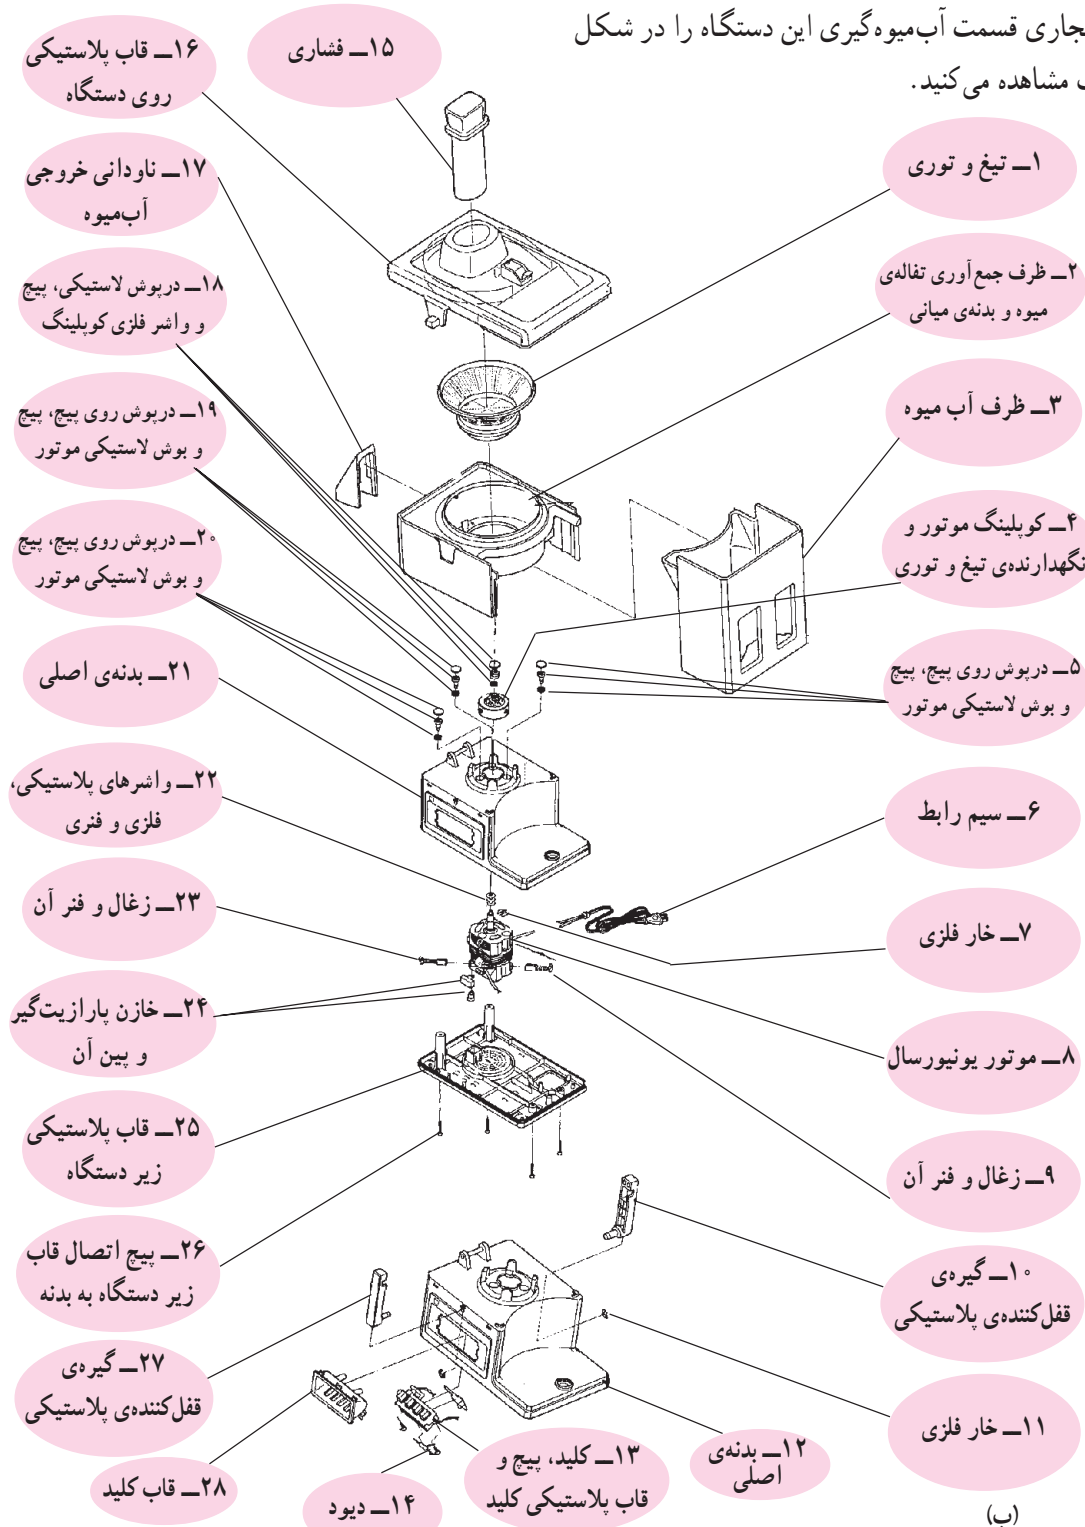 قسمت آب‌میوه‌گیری این دستگاه را در شکل
مشاهده می‌کنید.
۱ــ تیغ و توری
۲ــ ظرف جمع‌آوری تفاله‌ی
میوه و بدنه‌ی میانی
۳ــ ظرف آب میوه
۴ــ کوپلینگ موتور و
نگهدارنده‌ی تیغ و توری
۵ــ درپوش روی پیچ، پیچ
و بوش لاستیکی موتور
۶ــ سیم رابط
۷ــ خار فلزی
۸ــ موتور یونیورسال
۹ــ زغال و فنر آن
۱۰ــ گیره‌ی
قفل‌کننده‌ی پلاستیکی
۱۱ــ خار فلزی
۱۲ــ بدنه‌ی
اصلی
۱۳ــ کلید، پیچ و
قاب پلاستیکی کلید
۱۴ــ دیود
۱۵ــ فشاری
۱۶ــ قاب پلاستیکی
روی دستگاه
۱۷ــ ناودانی خروجی
آب‌میوه
۱۸ــ درپوش لاستیکی، پیچ
و واشر فلزی کوپلینگ
۱۹ــ درپوش روی پیچ، پیچ
و بوش لاستیکی موتور
۲۰ــ درپوش روی پیچ، پیچ
و بوش لاستیکی موتور
۲۱ــ بدنه‌ی اصلی
۲۲ــ واشرهای پلاستیکی،
فلزی و فنری
۲۳ــ زغال و فنر آن
۲۴ــ خازن پارازیت‌گیر
و پین آن
۲۵ــ قاب پلاستیکی
زیر دستگاه
۲۶ــ پیچ اتصال قاب
زیر دستگاه به بدنه
۲۷ــ گیره‌ی
قفل‌کننده‌ی پلاستیکی
۲۸ــ قاب کلید
(پ)